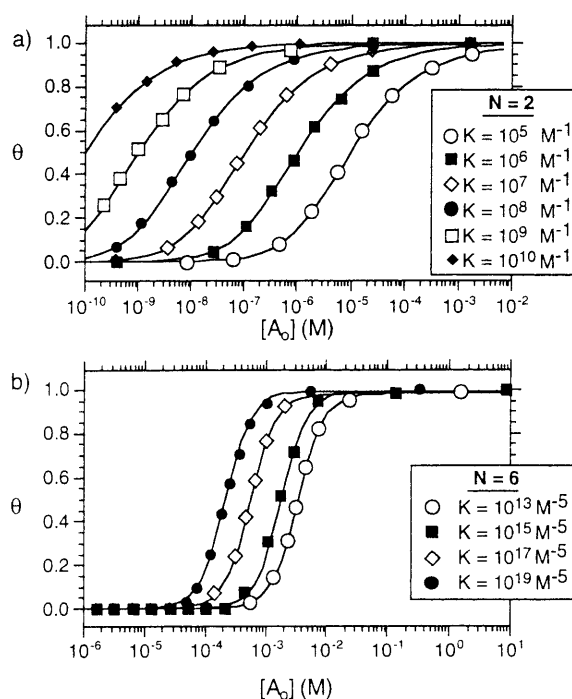 a)
1.0
0.8
0.6
0.4
0.2
0.0
θ
N = 2
K = 10⁵ M⁻¹
K = 10⁶ M⁻¹
K = 10⁷ M⁻¹
K = 10⁸ M⁻¹
K = 10⁹ M⁻¹
K = 10¹⁰ M⁻¹
10⁻¹⁰ 10⁻⁹ 10⁻⁸ 10⁻⁷ 10⁻⁶ 10⁻⁵ 10⁻⁴ 10⁻³ 10⁻²
[A₀] (M)
b)
1.0
0.8
0.6
0.4
0.2
0.0
θ
N = 6
K = 10¹³ M⁻⁵
K = 10¹⁵ M⁻⁵
K = 10¹⁷ M⁻⁵
K = 10¹⁹ M⁻⁵
10⁻⁶ 10⁻⁵ 10⁻⁴ 10⁻³ 10⁻² 10⁻¹ 10⁰ 10¹
[A₀] (M)